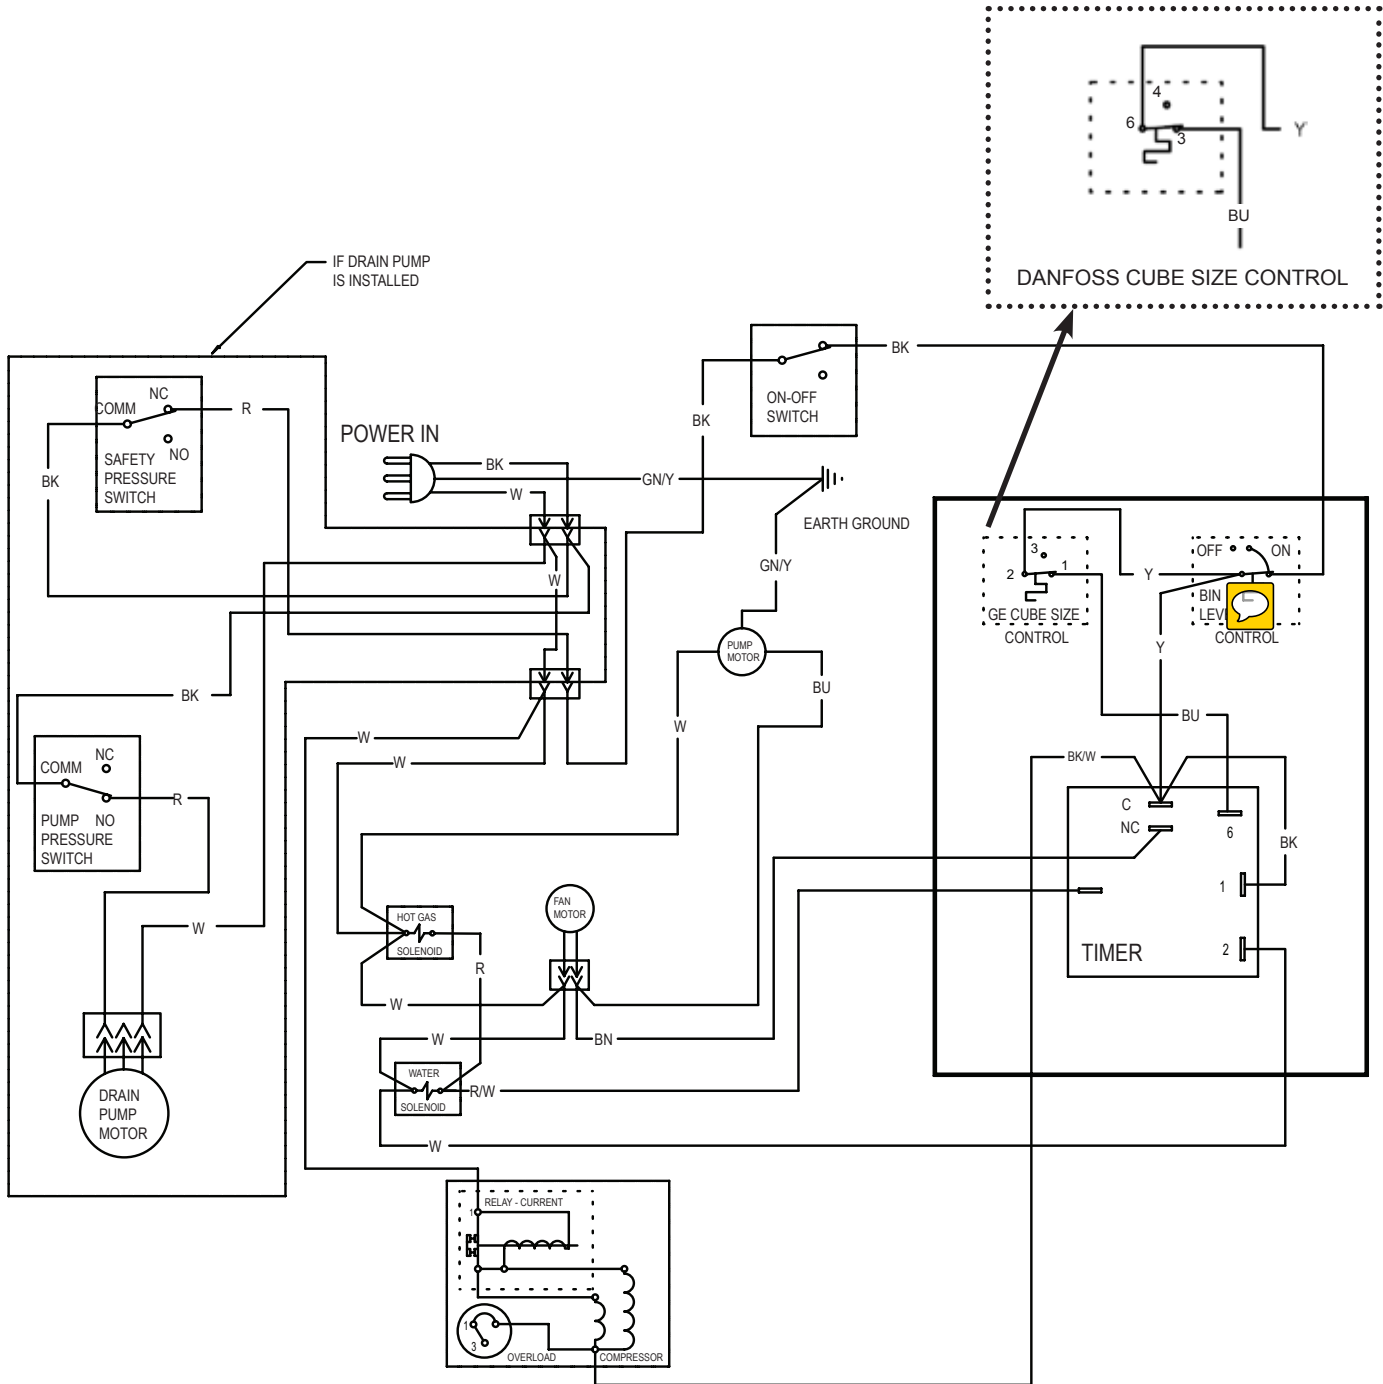 4
6
3
Y
BU
DANFOSS CUBE SIZE CONTROL
IF DRAIN PUMP
IS INSTALLED
BK
ON-OFF
SWITCH
BK
NC
COMM
R
NO
SAFETY
PRESSURE
SWITCH
BK
POWER IN
BK
GN/Y
W
EARTH GROUND
GN/Y
W
3
2
1
GE CUBE SIZE
CONTROL
Y
OFF
ON
BIN
CONTROL
Y
PUMP
MOTOR
BU
W
BK
W
W
BU
BK/W
NC
COMM
PUMP
NO
PRESSURE
SWITCH
R
C
NC
6
BK
1
2
TIMER
HOT GAS
SOLENOID
FAN
MOTOR
R
W
W
W
BN
WATER
SOLENOID
R/W
W
DRAIN
PUMP
MOTOR
RELAY - CURRENT
1
1
3
OVERLOAD
COMPRESSOR